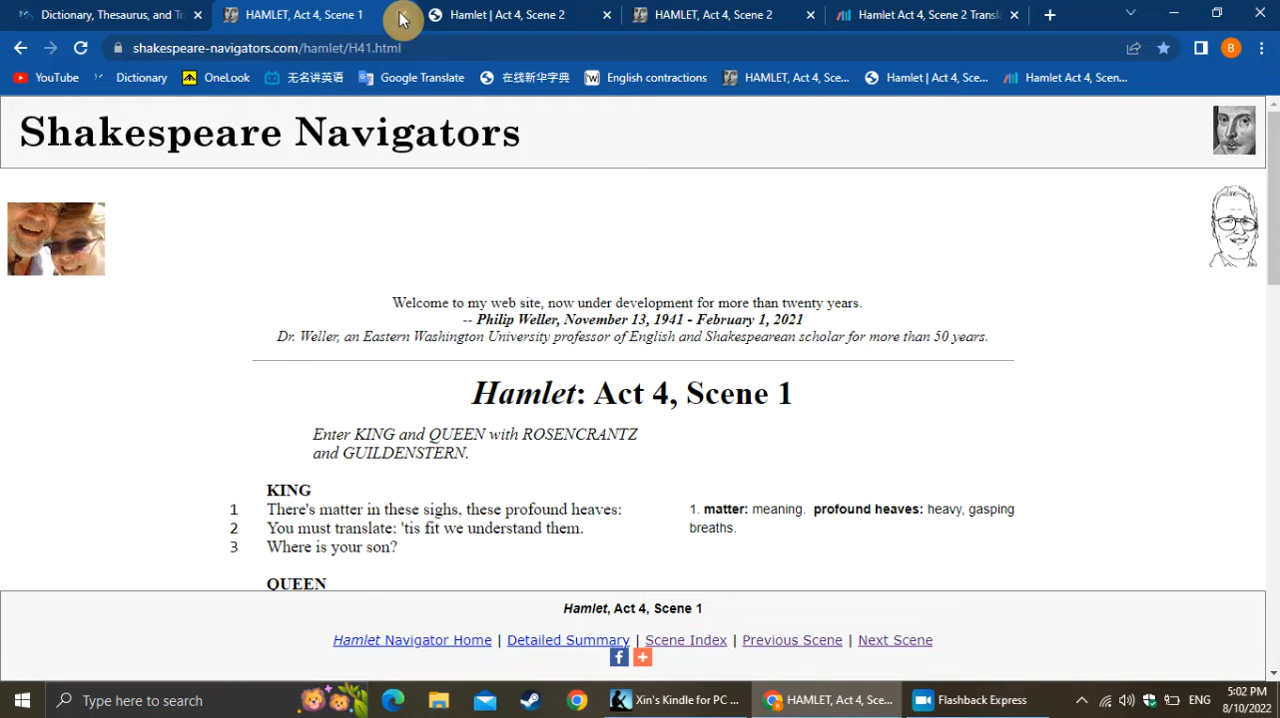 Dictionary, Thesaurus, and Tr
HAMLET, Act 4, Scene 1
Hamlet | Act 4, Scene 2
HAMLET, Act 4, Scene 2
Hamlet Act 4, Scene 2 Transl
shakespeare-navigators.com/hamlet/H41.html
B
YouTube
Dictionary
OneLook
无名讲英语
Google Translate
在线新华字典
English contractions
HAMLET, Act 4, Sce...
Hamlet | Act 4, Sce...
Hamlet Act 4, Scen...
Shakespeare Navigators
Welcome to my web site, now under development for more than twenty years.
-- Philip Weller, November 13, 1941 - February 1, 2021
Dr. Weller, an Eastern Washington University professor of English and Shakespearean scholar for more than 50 years.
Hamlet: Act 4, Scene 1
Enter KING and QUEEN with ROSENCRANTZ
and GUILDENSTERN.
KING
1 There's matter in these sighs, these profound heaves:
2 You must translate: 'tis fit we understand them.
3 Where is your son?
1. matter: meaning. profound heaves: heavy, gasping
breaths.
QUEEN
Hamlet, Act 4, Scene 1
Hamlet Navigator Home | Detailed Summary | Scene Index | Previous Scene | Next Scene
Type here to search
Xin's Kindle for PC ...
HAMLET, Act 4, Sce...
Flashback Express
ENG
5:02 PM
8/10/2022